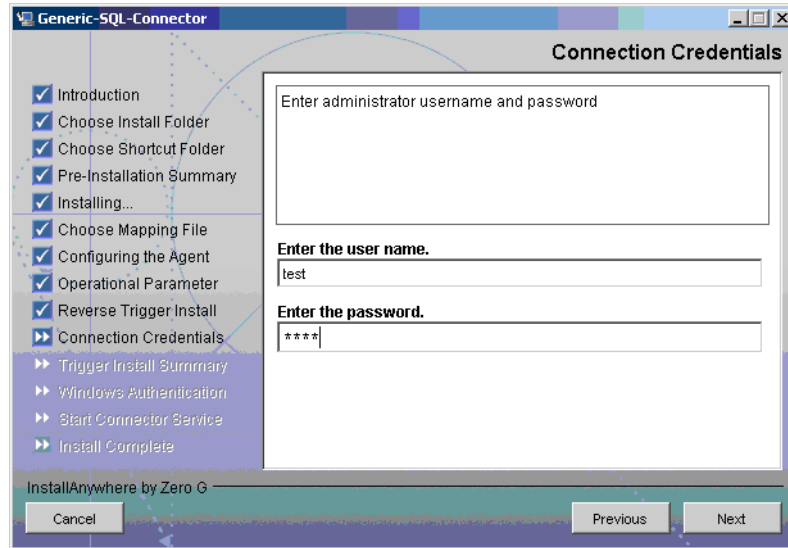 Generic-SQL-Connector
Connection Credentials
Introduction
Choose Install Folder
Choose Shortcut Folder
Pre-Installation Summary
Installing...
Choose Mapping File
Configuring the Agent
Operational Parameter
Reverse Trigger Install
Connection Credentials
Trigger Install Summary
Windows Authentication
Start Connector Service
Install Complete
Enter administrator username and password
Enter the user name.
test
Enter the password.
****
InstallAnywhere by Zero G
Cancel
Previous
Next